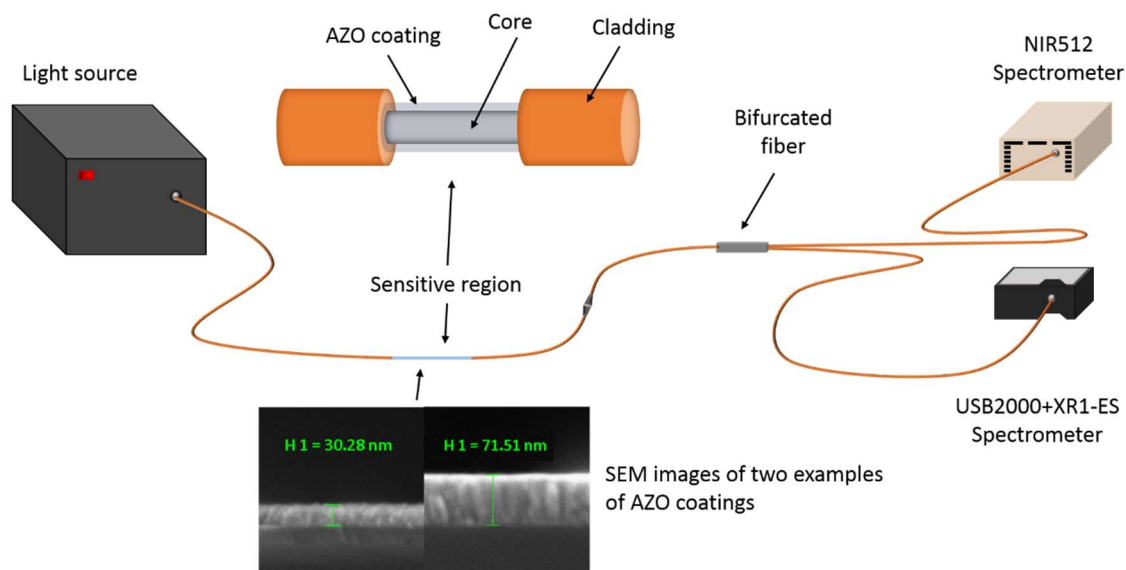 AZO coating
Core
Cladding
Light source
NIR512
Spectrometer
Bifurcated
fiber
Sensitive region
H 1 = 30.28 nm
H 1 = 71.51 nm
SEM images of two examples
of AZO coatings
USB2000+XR1-ES
Spectrometer